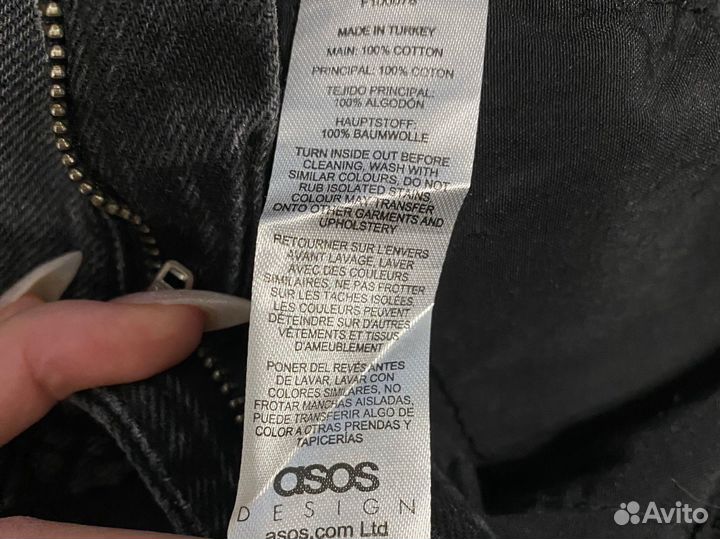 F100078
MADE IN TURKEY
MAIN: 100% COTTON
PRINCIPAL: 100% COTON
TEJIDO PRINCIPAL:
100% ALGODÓN
HAUPTSTOFF:
100% BAUMWOLLE
TURN INSIDE OUT BEFORE
CLEANING, WASH WITH
SIMILAR COLOURS, DO NOT
RUB ISOLATED STAINS,
COLOUR MAY TRANSFER
ONTO OTHER GARMENTS AND
UPHOLSTERY
RETOURNER SUR L'ENVERS
AVANT LAVAGE, LAVER
AVEC DES COULEURS
SIMILAIRES, NE PAS FROTTER
SUR LES TACHES ISOLÉES,
LES COULEURS PEUVENT
DÉTEINDRE SUR D'AUTRES
VÊTEMENTS ET TISSUS
D'AMEUBLEMENT
PONER DEL REVÉS ANTES
DE LAVAR, LAVAR CON
COLORES SIMILARES, NO
FROTAR MANCHAS AISLADAS,
PUEDE TRANSFERIR ALGO DE
COLOR A OTRAS PRENDAS Y
TAPICERÍAS
asos
DESIGN
asos.com Ltd
Avito